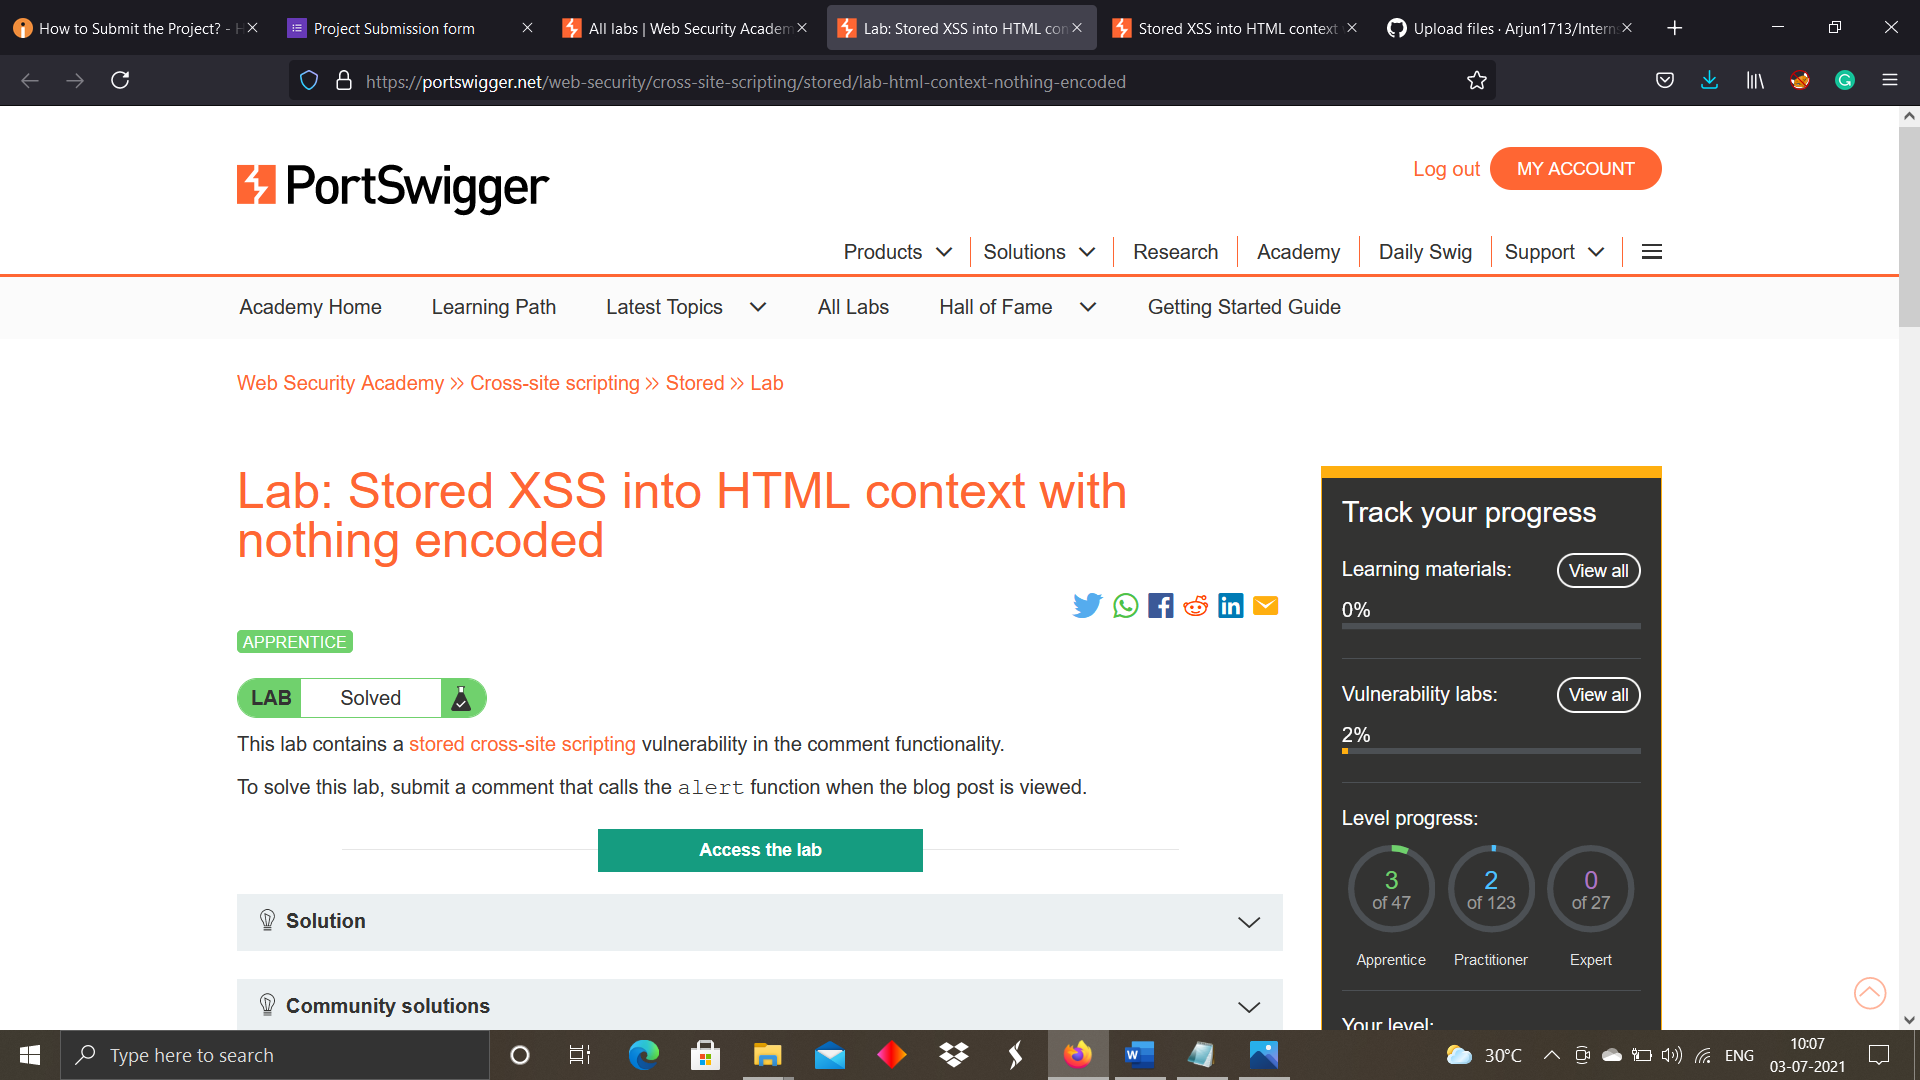 How to Submit the Project? - H
Project Submission form
All labs | Web Security Academ
Lab: Stored XSS into HTML con
Stored XSS into HTML context
Upload files · Arjun1713/Intern
https://portswigger.net/web-security/cross-site-scripting/stored/lab-html-context-nothing-encoded
PortSwigger
Log out
MY ACCOUNT
Products
Solutions
Research
Academy
Daily Swig
Support
Academy Home
Learning Path
Latest Topics
All Labs
Hall of Fame
Getting Started Guide
Web Security Academy » Cross-site scripting » Stored » Lab
Lab: Stored XSS into HTML context with
nothing encoded
APPRENTICE
LAB
Solved
This lab contains a stored cross-site scripting vulnerability in the comment functionality.
To solve this lab, submit a comment that calls the alert function when the blog post is viewed.
Access the lab
Solution
Community solutions
Track your progress
Learning materials:
View all
0%
Vulnerability labs:
View all
2%
Level progress:
3
of 47
2
of 123
0
of 27
Apprentice
Practitioner
Expert
Your level:
Type here to search
30°C
ENG
10:07
03-07-2021